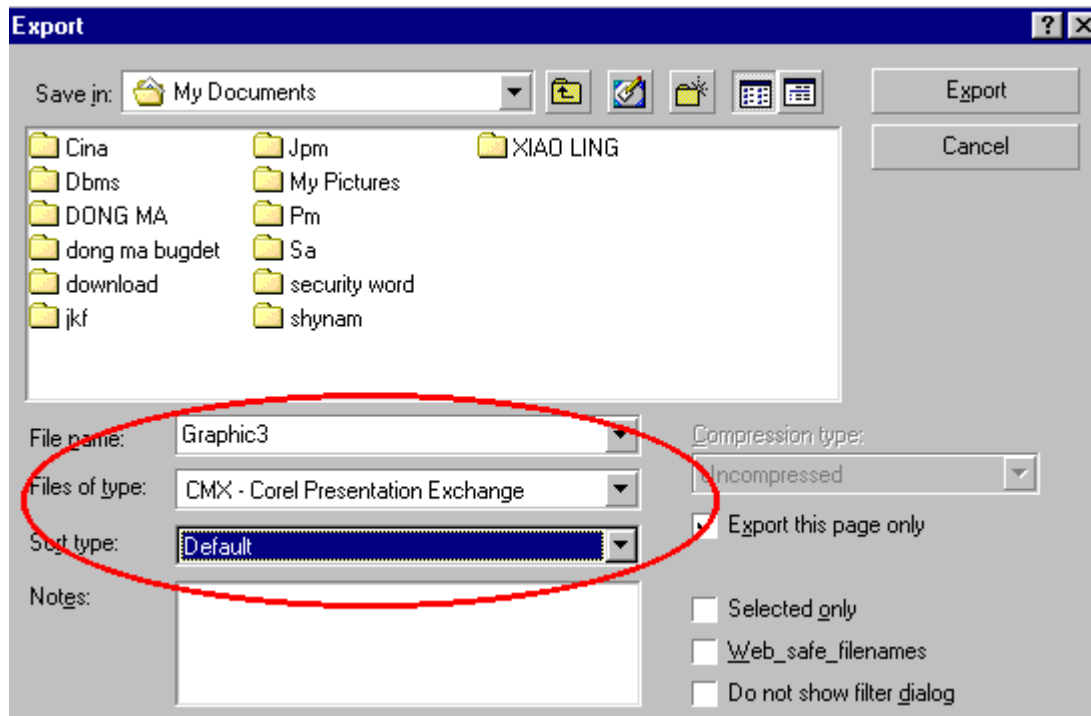 Export
Save in: My Documents
Export
Cancel
Cina Jpm XIAO LING
Dbms My Pictures
DONG MA Pm
dong ma bugdet Sa
download security word
jkf shynam
File name: Graphic3
Compression type:
Files of type: CMX - Corel Presentation Exchange
Uncompressed
Sort type: Default
Export this page only
Notes:
Selected only
Web_safe_filenames
Do not show filter dialog